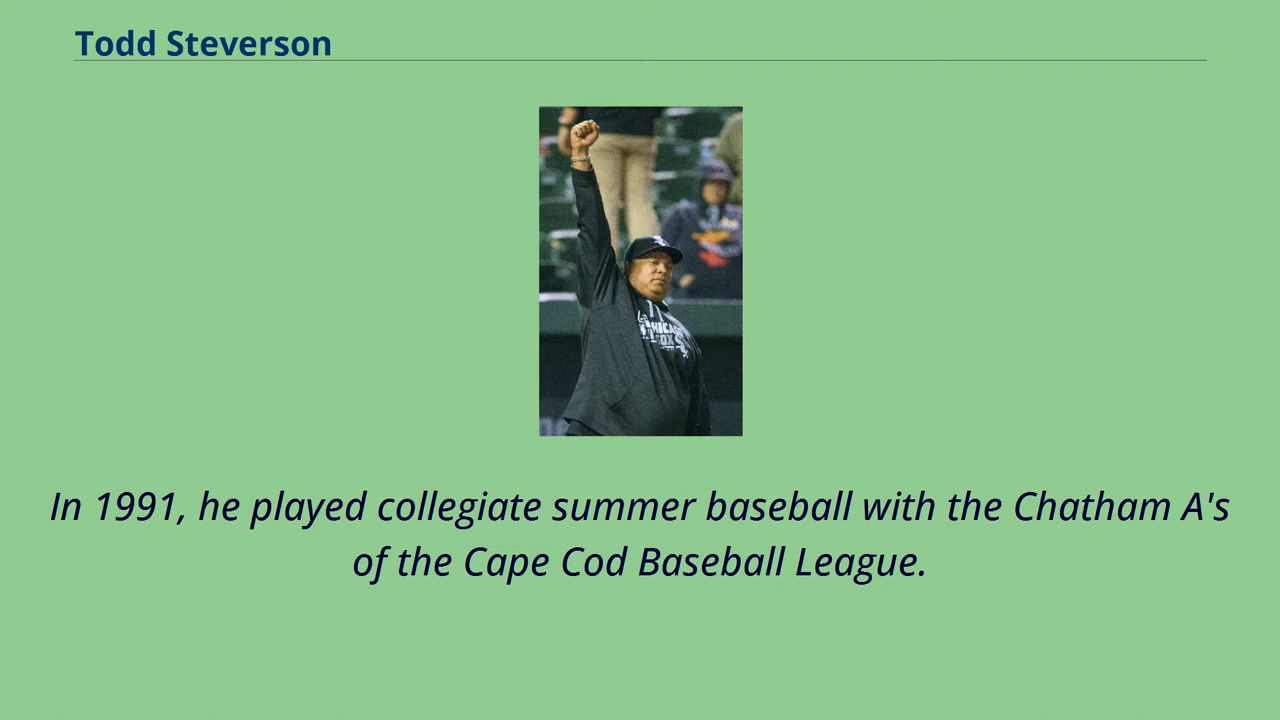 Todd Steverson
In 1991, he played collegiate summer baseball with the Chatham A's
of the Cape Cod Baseball League.